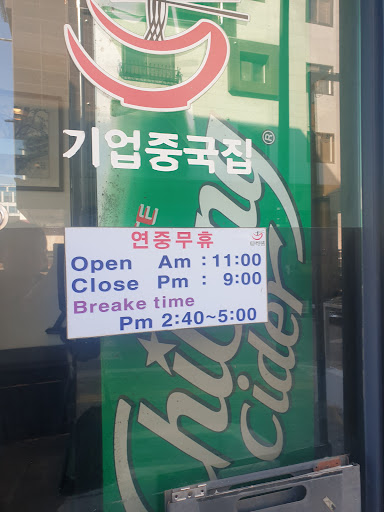 기업중국집
연중무휴
Open Am : 11:00
Close Pm : 9:00
Breake time
Pm 2:40~5:00
Chilsung
cider